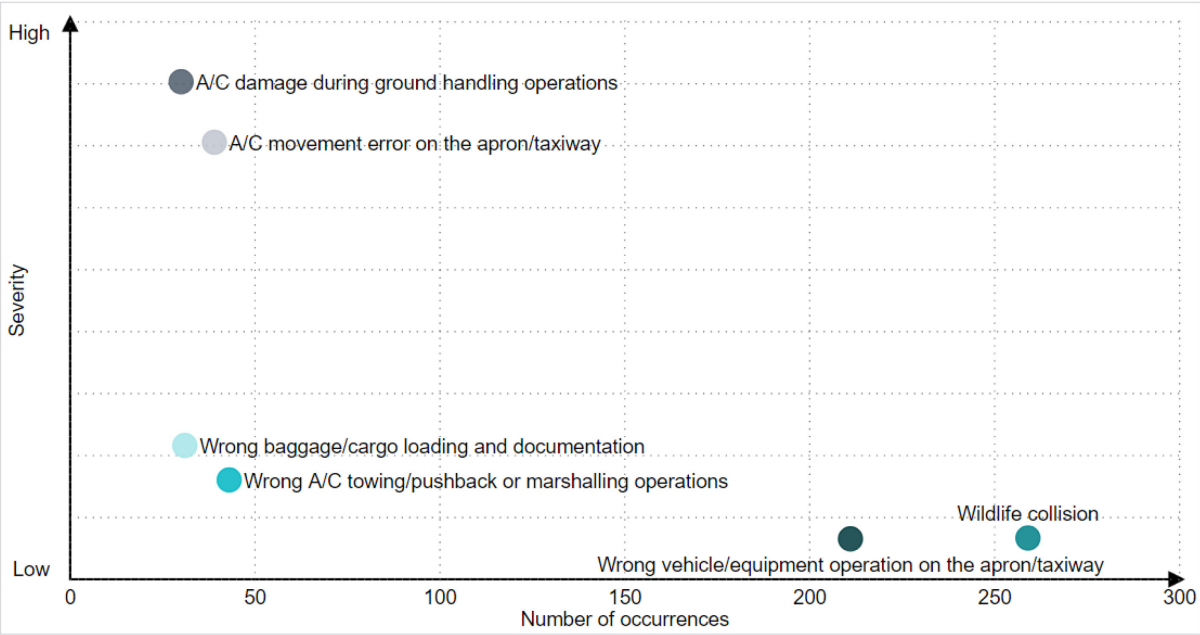 High
A/C damage during ground handling operations
A/C movement error on the apron/taxiway
Severity
Wrong baggage/cargo loading and documentation
Wrong A/C towing/pushback or marshalling operations
Wildlife collision
Wrong vehicle/equipment operation on the apron/taxiway
Low
0 50 100 150 200 250 300
Number of occurrences